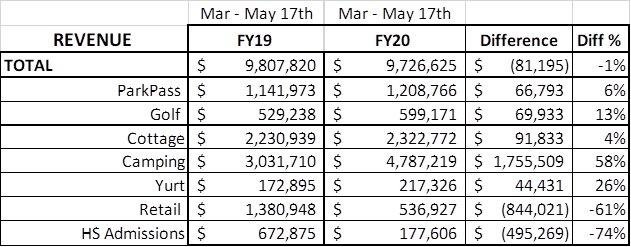 Mar - May 17th Mar - May 17th
REVENUE FY19 FY20 Difference Diff %
TOTAL $ 9,807,820 $ 9,726,625 $ (81,195) -1%
ParkPass $ 1,141,973 $ 1,208,766 $ 66,793 6%
Golf $ 529,238 $ 599,171 $ 69,933 13%
Cottage $ 2,230,939 $ 2,322,772 $ 91,833 4%
Camping $ 3,031,710 $ 4,787,219 $ 1,755,509 58%
Yurt $ 172,895 $ 217,326 $ 44,431 26%
Retail $ 1,380,948 $ 536,927 $ (844,021) -61%
HS Admissions $ 672,875 $ 177,606 $ (495,269) -74%